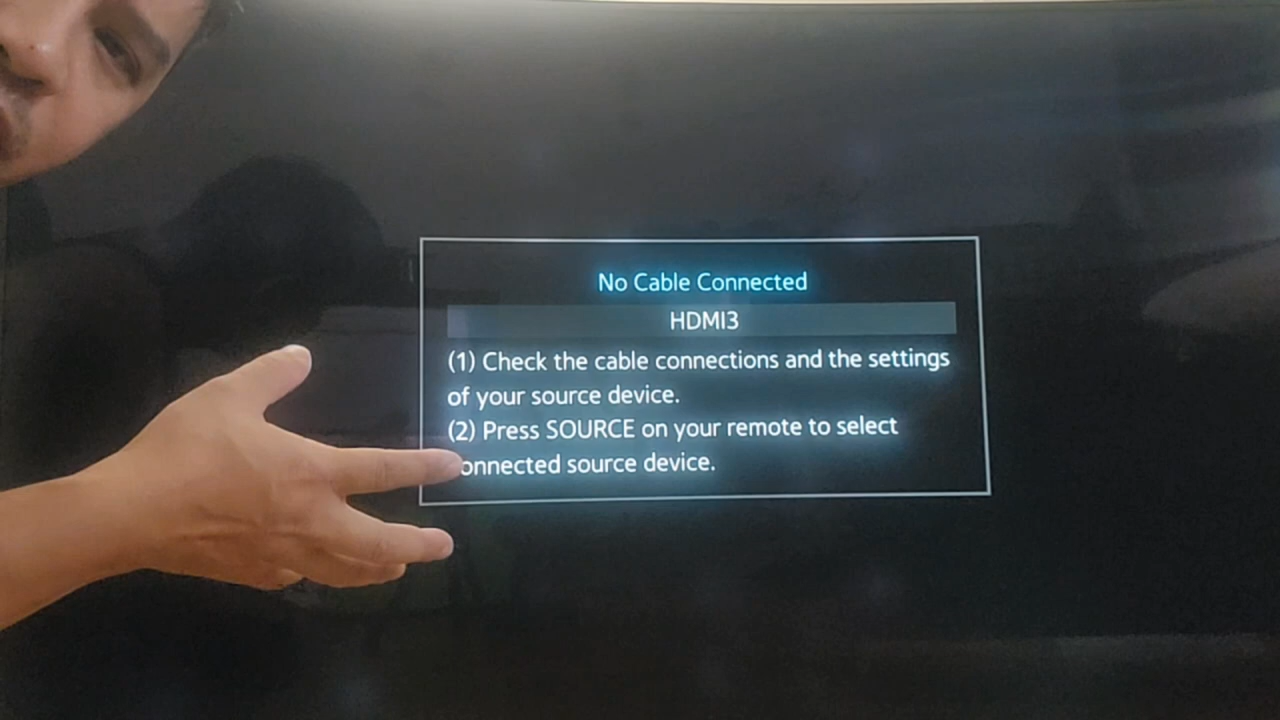 No Cable Connected
HDMI3
(1) Check the cable connections and the settings
of your source device.
(2) Press SOURCE on your remote to select
onnected source device.